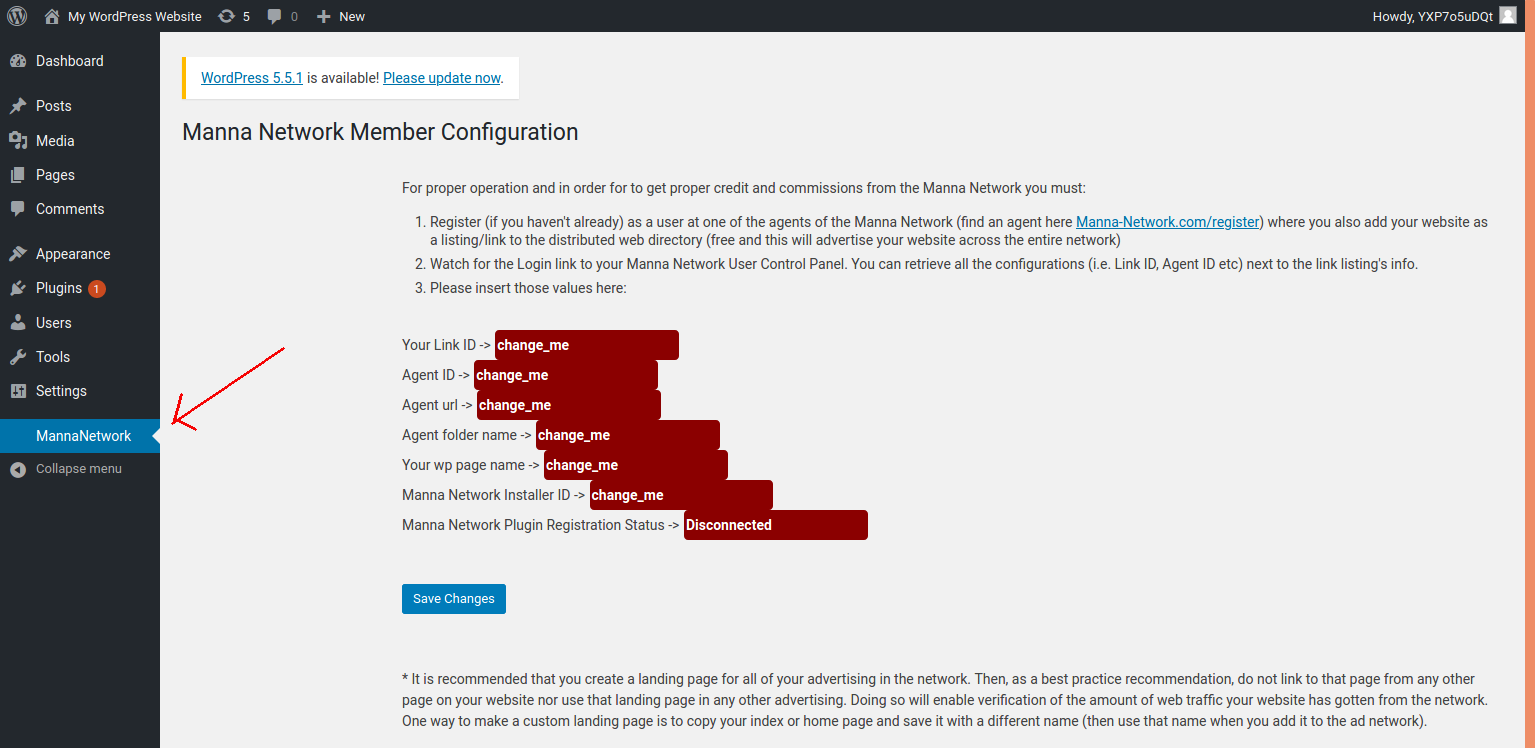 My WordPress Website 5 0 New Howdy, YXP7o5uDQt
Dashboard
Posts
Media
Pages
Comments
Appearance
Plugins 1
Users
Tools
Settings
MannaNetwork
Collapse menu
WordPress 5.5.1 is available! Please update now.
Manna Network Member Configuration
For proper operation and in order for to get proper credit and commissions from the Manna Network you must:
1. Register (if you haven't already) as a user at one of the agents of the Manna Network (find an agent here Manna-Network.com/register) where you also add your website as
a listing/link to the distributed web directory (free and this will advertise your website across the entire network)
2. Watch for the Login link to your Manna Network User Control Panel. You can retrieve all the configurations (i.e. Link ID, Agent ID etc) next to the link listing's info.
3. Please insert those values here:
Your Link ID -> change_me
Agent ID -> change_me
Agent url -> change_me
Agent folder name -> change_me
Your wp page name -> change_me
Manna Network Installer ID -> change_me
Manna Network Plugin Registration Status -> Disconnected
Save Changes
* It is recommended that you create a landing page for all of your advertising in the network. Then, as a best practice recommendation, do not link to that page from any other
page on your website nor use that landing page in any other advertising. Doing so will enable verification of the amount of web traffic your website has gotten from the network.
One way to make a custom landing page is to copy your index or home page and save it with a different name (then use that name when you add it to the ad network).